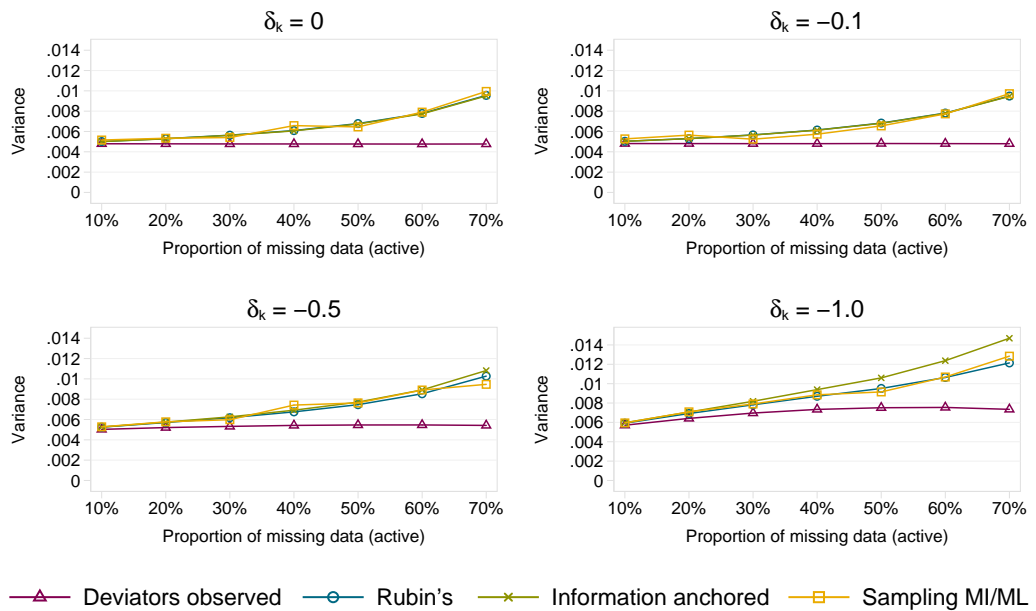 δk = 0
.014
.012
.01
.008
.006
.004
.002
0
Variance
10% 20% 30% 40% 50% 60% 70%
Proportion of missing data (active)
δk = −0.1
.014
.012
.01
.008
.006
.004
.002
0
Variance
10% 20% 30% 40% 50% 60% 70%
Proportion of missing data (active)
δk = −0.5
.014
.012
.01
.008
.006
.004
.002
0
Variance
10% 20% 30% 40% 50% 60% 70%
Proportion of missing data (active)
δk = −1.0
.014
.012
.01
.008
.006
.004
.002
0
Variance
10% 20% 30% 40% 50% 60% 70%
Proportion of missing data (active)
Deviators observed Rubin's Information anchored Sampling MI/ML